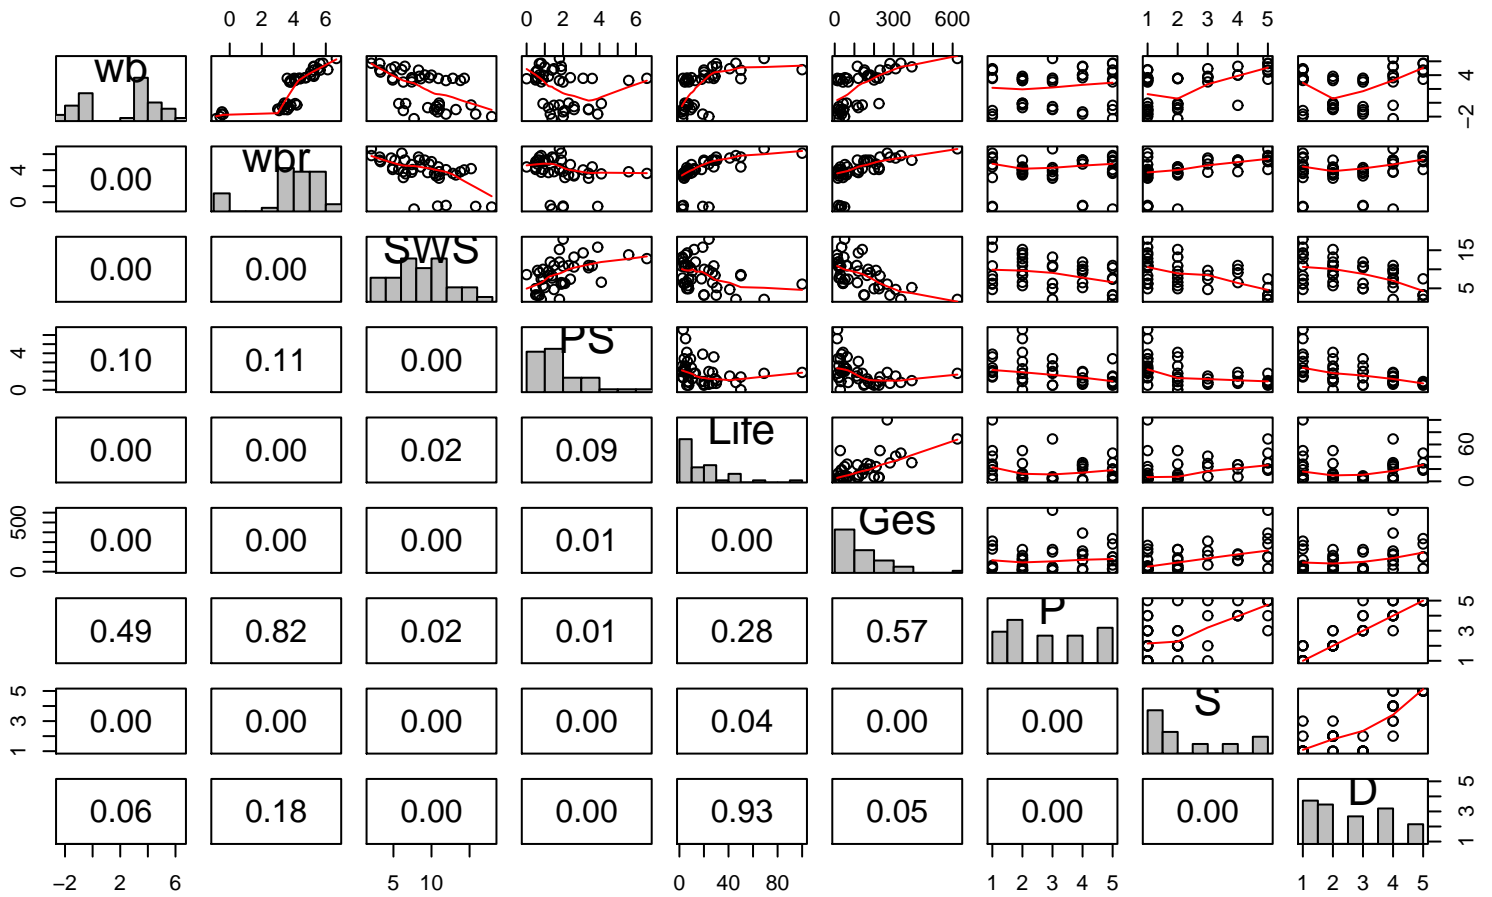 0 4 6 0 2 4 6 0 300 600 1 2 3 4 5
wb 4 −2
4 0 0.00 wbr
0.00 0.00 SWS 15 5
4 0 0.10 0.11 0.00 PS
0.00 0.00 0.02 0.09 Life 60 0
500 0 0.00 0.00 0.00 0.01 0.00 Ges
0.49 0.82 0.02 0.01 0.28 0.57 P 5 3 1
5 3 1 0.00 0.00 0.00 0.00 0.04 0.00 0.00 S
0.06 0.18 0.00 0.00 0.93 0.05 0.00 0.00 D 5 3 1
−2 2 6 5 10 0 40 80 1 2 3 4 5 1 2 3 4 5